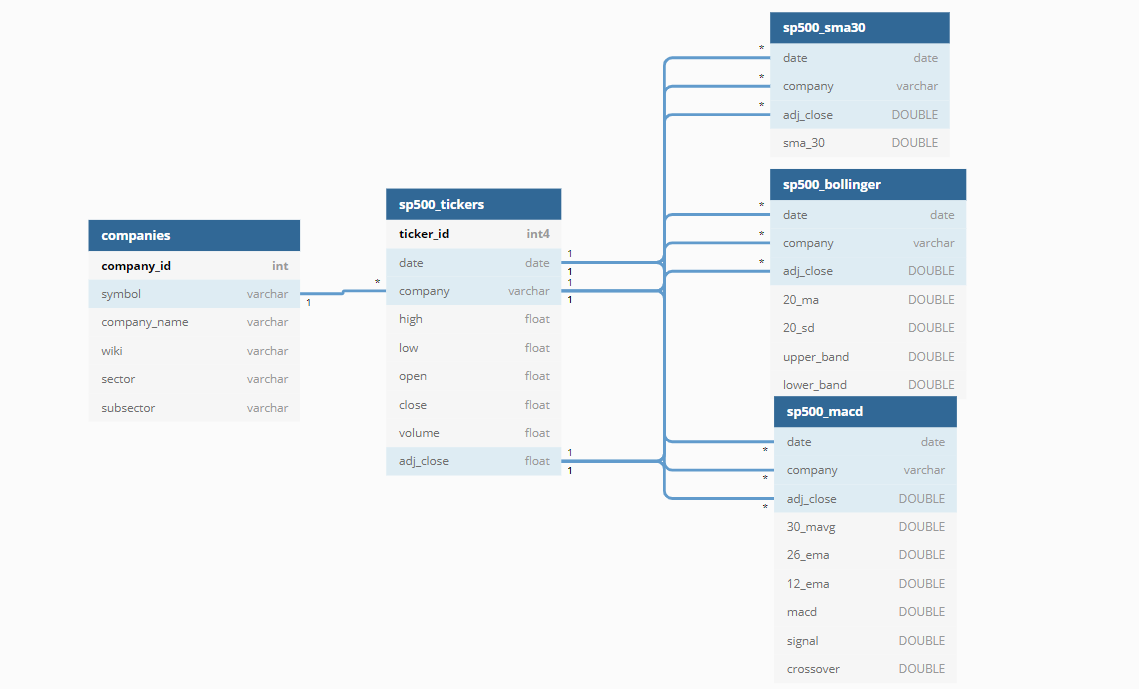 companies
company_id int
symbol varchar
company_name varchar
wiki varchar
sector varchar
subsector varchar
1
*
sp500_tickers
ticker_id int4
date date
company varchar
high float
low float
open float
close float
volume float
adj_close float
1
1
1
1
1
1
sp500_sma30
* date date
* company varchar
* adj_close DOUBLE
sma_30 DOUBLE
sp500_bollinger
* date date
* company varchar
* adj_close DOUBLE
20_ma DOUBLE
20_sd DOUBLE
upper_band DOUBLE
lower_band DOUBLE
sp500_macd
* date date
* company varchar
* adj_close DOUBLE
30_mavg DOUBLE
26_ema DOUBLE
12_ema DOUBLE
macd DOUBLE
signal DOUBLE
crossover DOUBLE